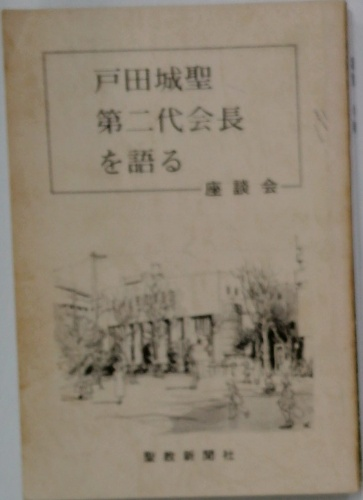 戸田城聖
第二代会長
を語る
座談会
聖教新聞社